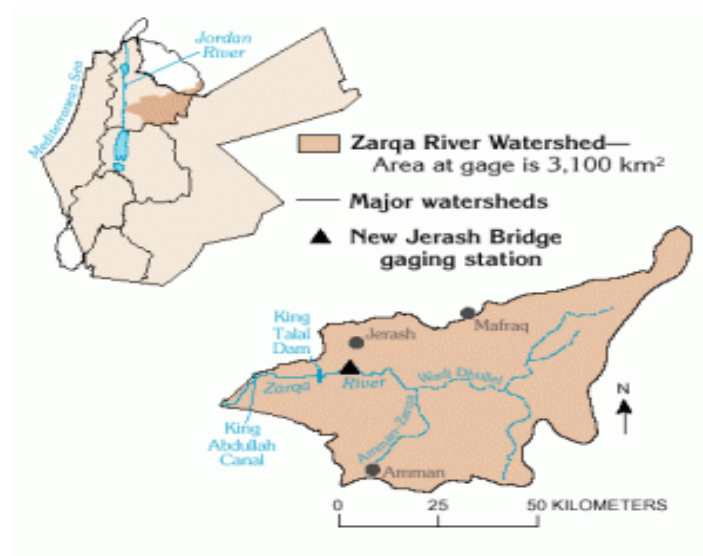 Jordan
River
Mediterranean Sea
Zarqa River Watershed—
Area at gage is 3,100 km²
Major watersheds
New Jerash Bridge
gaging station
King
Talal
Dam
Jerash
Mafraq
Zarqa
River
Wadi Dhuliel
N
King
Abdullah
Canal
Amman-Zarqa
Amman
0 25 50 KILOMETERS